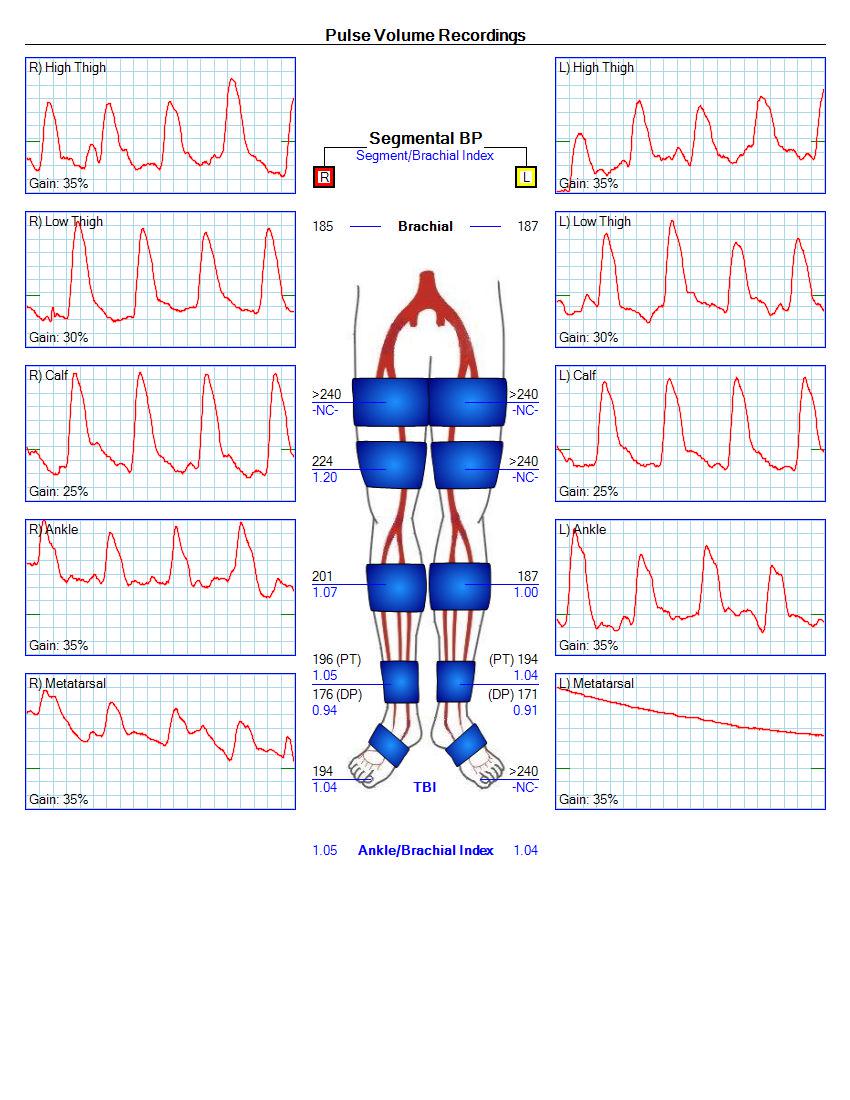 Pulse Volume Recordings
R) High Thigh
Gain: 35%
R) Low Thigh
Gain: 30%
R) Calf
Gain: 25%
R) Ankle
Gain: 35%
R) Metatarsal
Gain: 35%
Segmental BP
Segment/Brachial Index
R
L
185 Brachial 187
>240 >240
-NC- -NC-
224 >240
1.20 -NC-
201 187
1.07 1.00
196 (PT) (PT) 194
1.05 1.04
176 (DP) (DP) 171
0.94 0.91
194 >240
1.04 TBI -NC-
1.05 Ankle/Brachial Index 1.04
L) High Thigh
Gain: 35%
L) Low Thigh
Gain: 30%
L) Calf
Gain: 25%
L) Ankle
Gain: 35%
L) Metatarsal
Gain: 35%